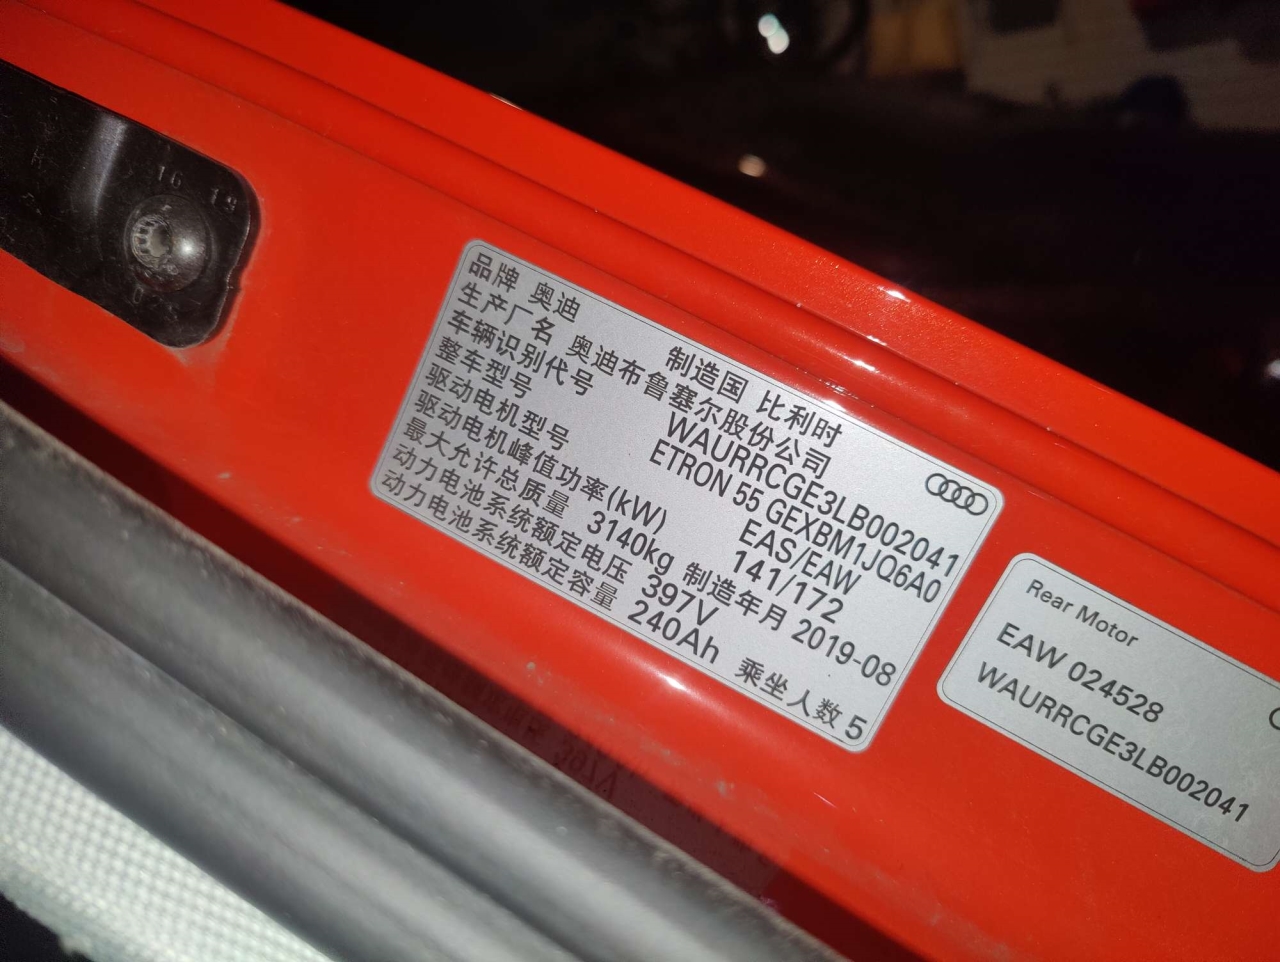 16 19
品牌 奥迪 制造国 比利时
生产厂名 奥迪布鲁塞尔股份公司
车辆识别代号 WAURRCGE3LB002041
整车型号 ETRON 55 GEXBM1JQ6A0
驱动电机型号 EAS/EAW
驱动电机峰值功率(kW) 141/172
最大允许总质量 3140kg 制造年月 2019-08
动力电池系统额定电压 397V
动力电池系统额定容量 240Ah 乘坐人数 5
Rear Motor
EAW 024528
WAURRCGE3LB002041